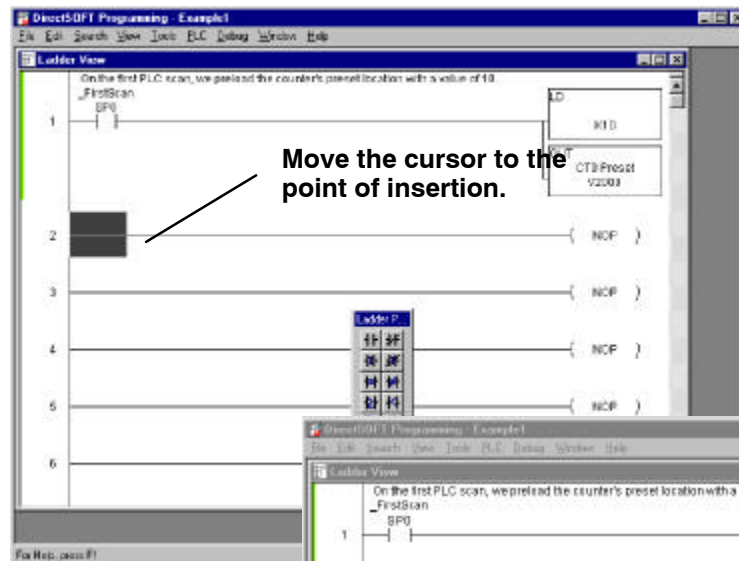 DirectSOFT Programming - Example1
File Edit Search View Tools PLC Debug Window Help
Ladder View
On the first PLC scan, we preload the counter's preset location with a value of 10.
_FirstScan
SP0
1
LD
K10
OUT
CT0 Preset
V2000
Move the cursor to the
point of insertion.
2
NOP
3
NOP
Ladder P...
4
NOP
5
NOP
6
DirectSOFT Programming - Example1
File Edit Search View Tools PLC Debug Window Help
Ladder View
On the first PLC scan, we preload the counter's preset location with a
_FirstScan
SP0
1
For Help, press F1